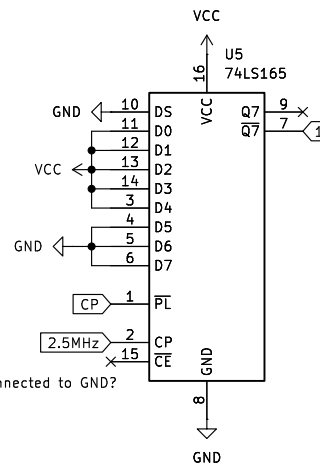 VCC
U5
74LS165
16
VCC
GND 10 DS Q7 9
11 D0 Q7 7 1
12 D1
VCC 13 D2
14 D3
3 D4
4 D5
GND 5 D6
6 D7
CP 1 PL
2.5MHz 2 CP
15 CE
GND
nnected to GND?
8
GND